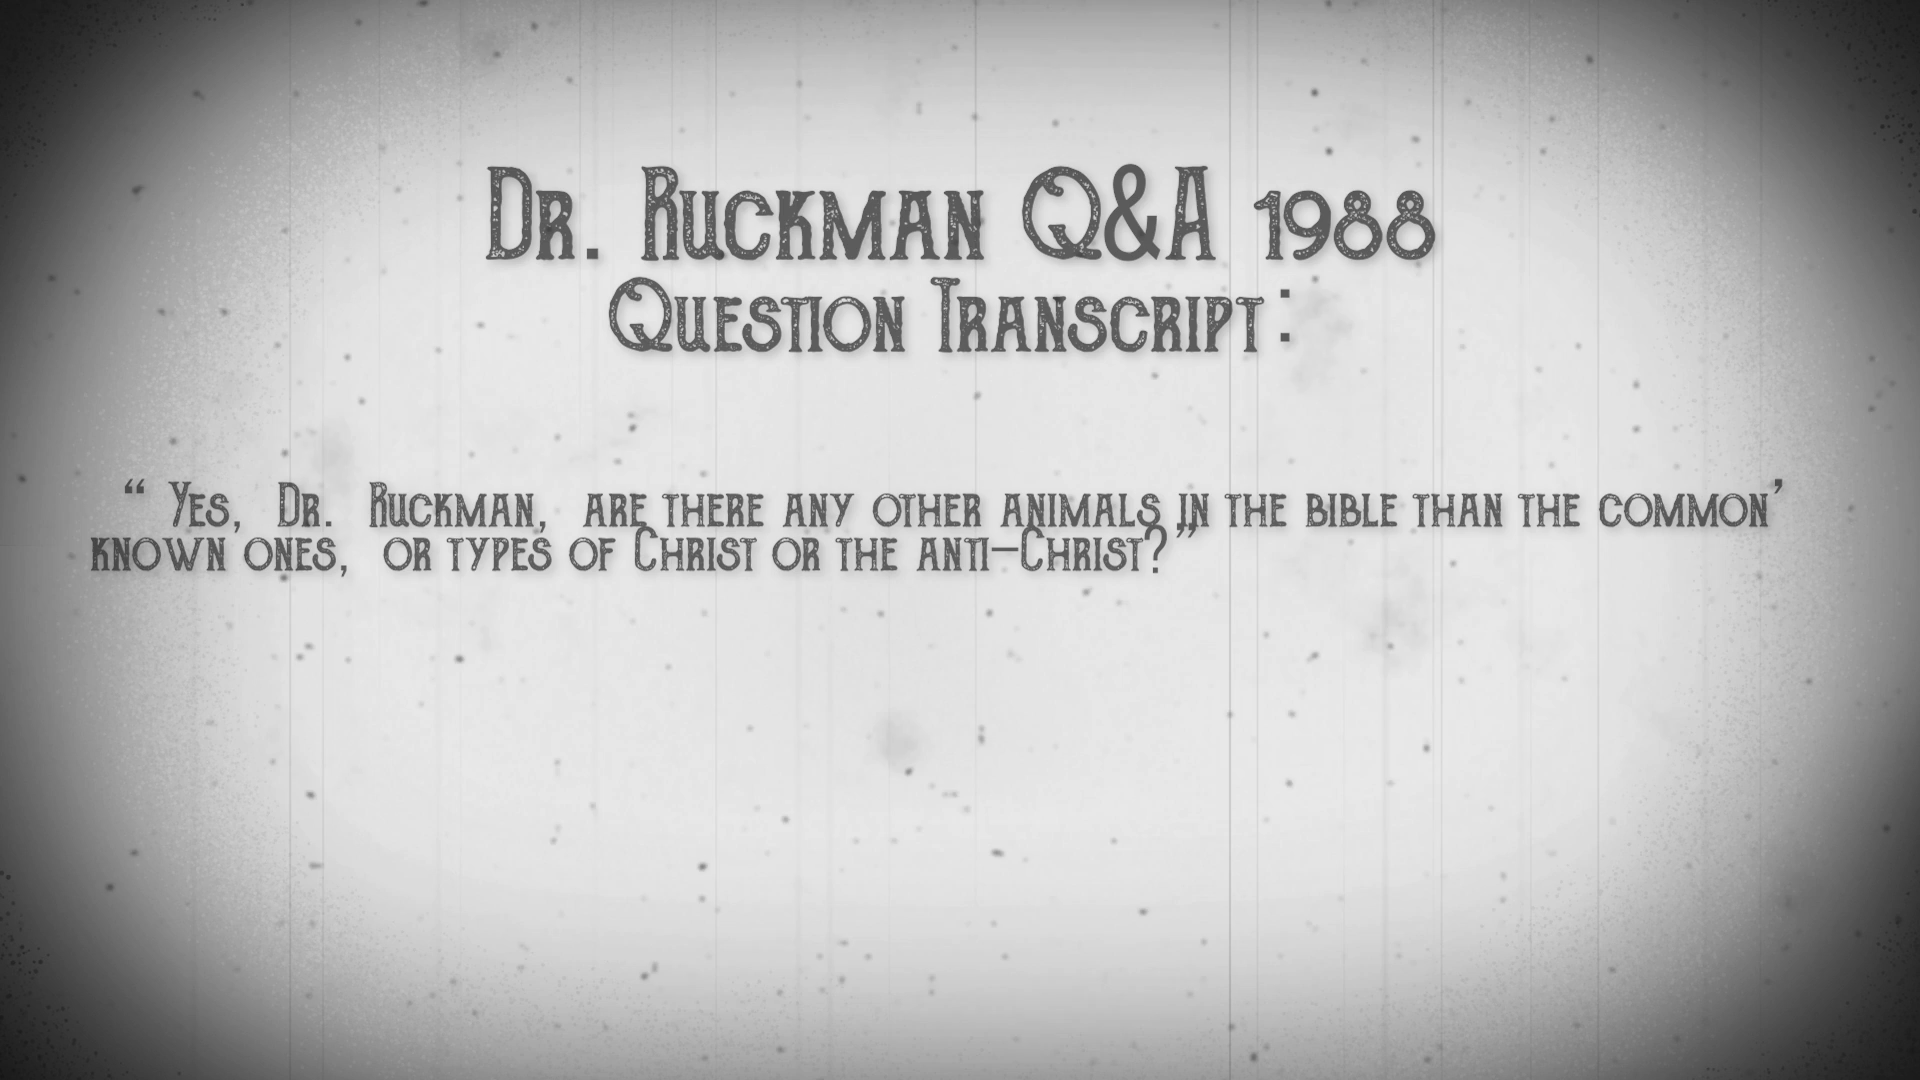 Dr. Ruckman Q&A 1988
Question Transcript:
“ Yes, Dr. Ruckman, are there any other animals in the bible than the common’
known ones, or types of Christ or the anti-Christ?”